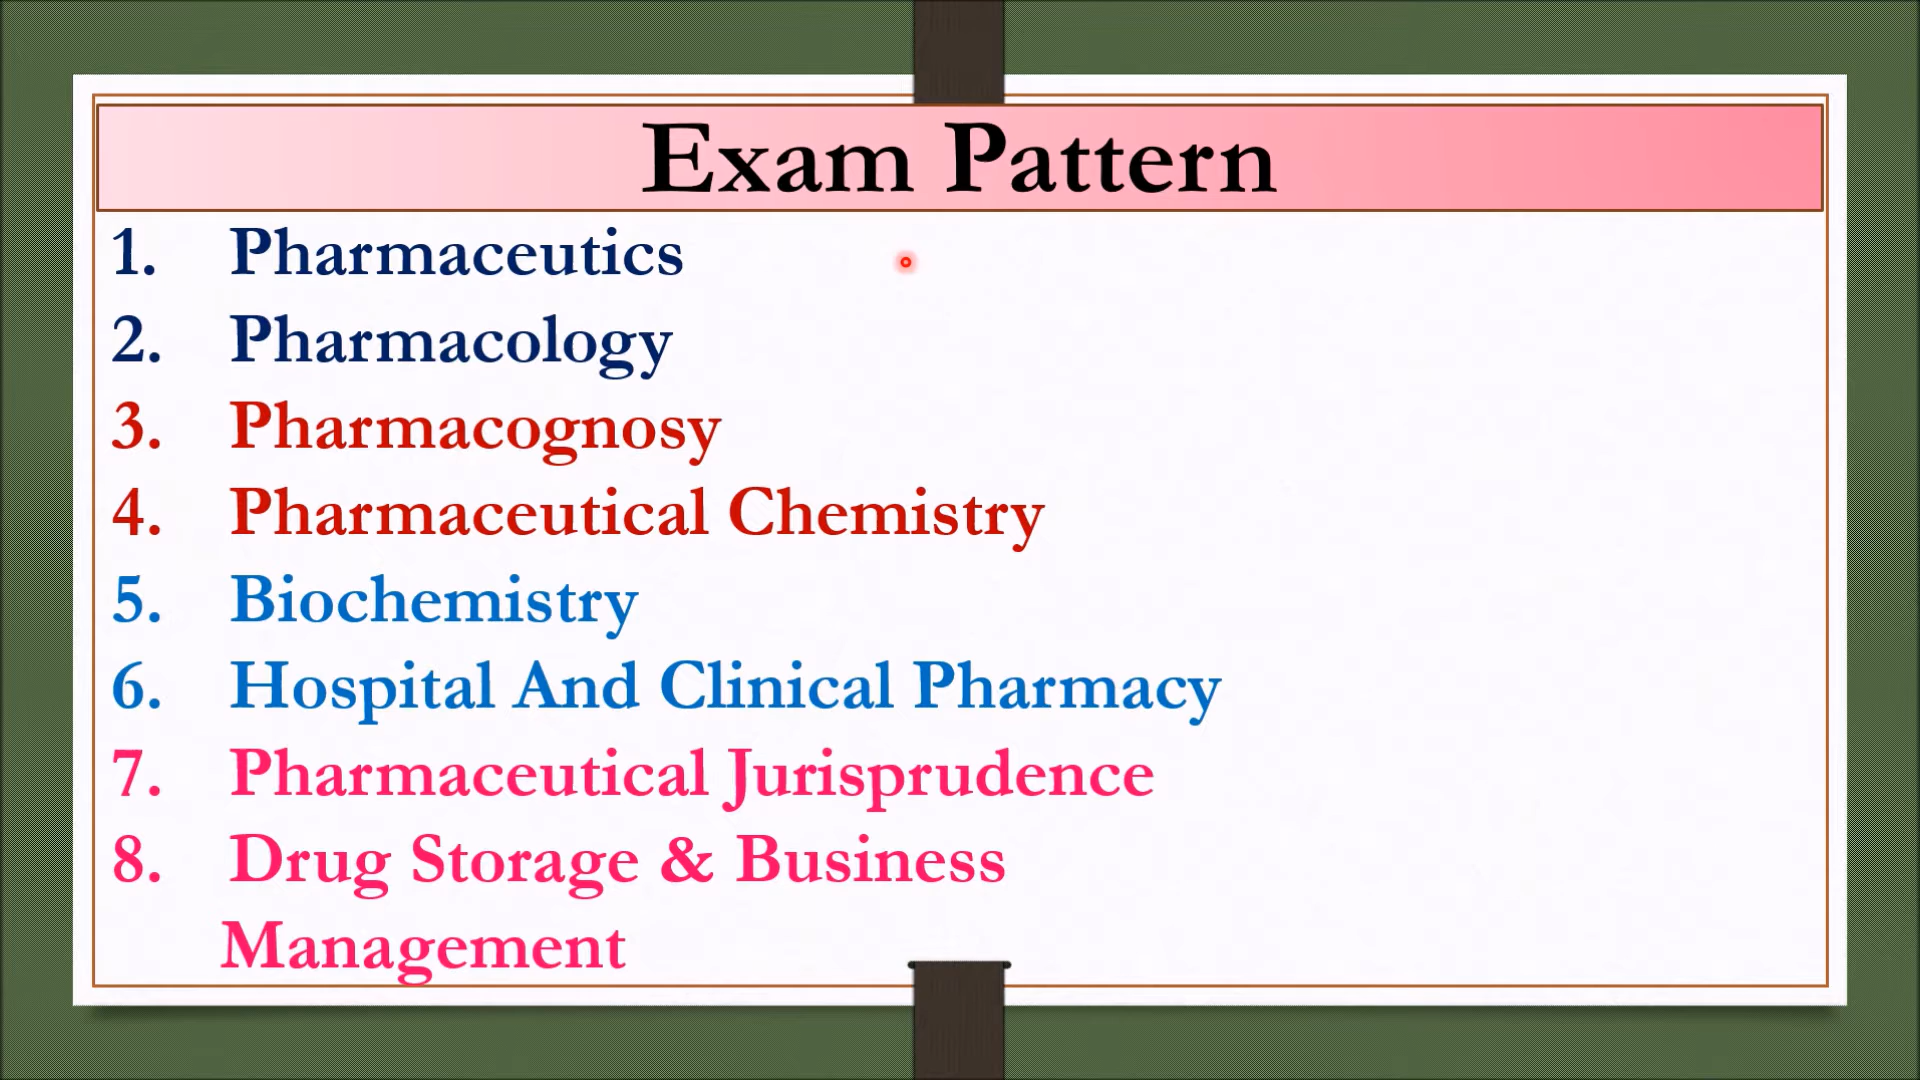 Exam Pattern
1. Pharmaceutics
2. Pharmacology
3. Pharmacognosy
4. Pharmaceutical Chemistry
5. Biochemistry
6. Hospital And Clinical Pharmacy
7. Pharmaceutical Jurisprudence
8. Drug Storage & Business
Management